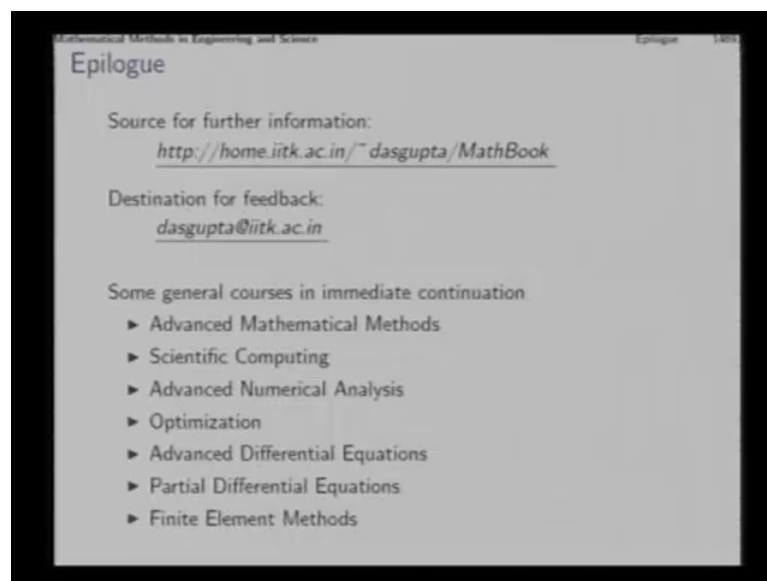 Mathematical Methods in Engineering and Science
Epilogue
Epilogue
Source for further information:
http://home.iitk.ac.in/~dasgupta/MathBook
Destination for feedback:
dasgupta@iitk.ac.in
Some general courses in immediate continuation
► Advanced Mathematical Methods
► Scientific Computing
► Advanced Numerical Analysis
► Optimization
► Advanced Differential Equations
► Partial Differential Equations
► Finite Element Methods